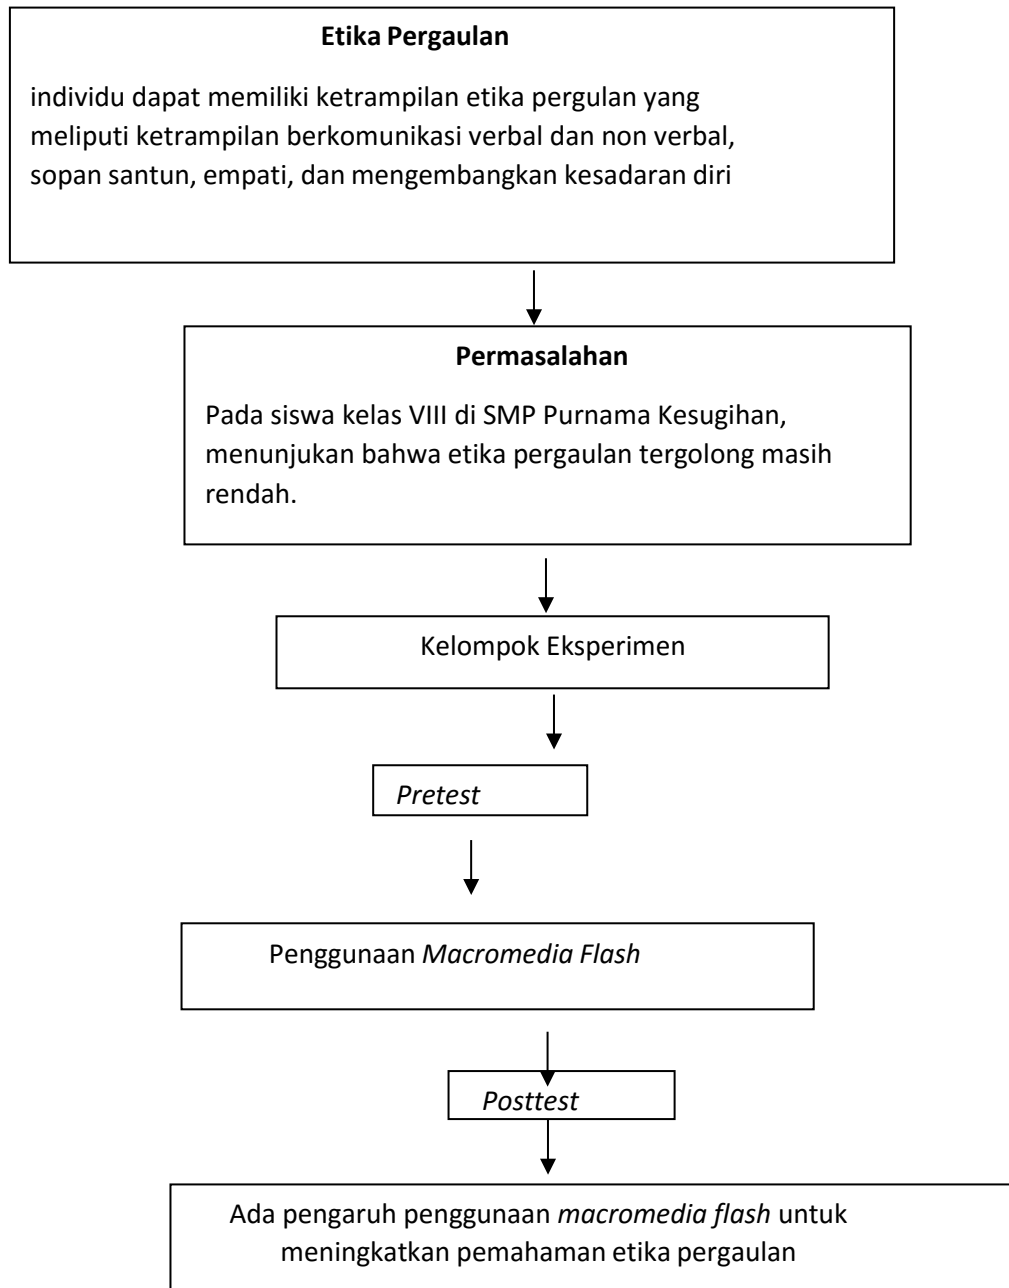 Etika Pergaulan
individu dapat memiliki ketrampilan etika pergulan yang
meliputi ketrampilan berkomunikasi verbal dan non verbal,
sopan santun, empati, dan mengembangkan kesadaran diri
Permasalahan
Pada siswa kelas VIII di SMP Purnama Kesugihan,
menunjukan bahwa etika pergaulan tergolong masih
rendah.
Kelompok Eksperimen
Pretest
Penggunaan Macromedia Flash
Posttest
Ada pengaruh penggunaan macromedia flash untuk
meningkatkan pemahaman etika pergaulan